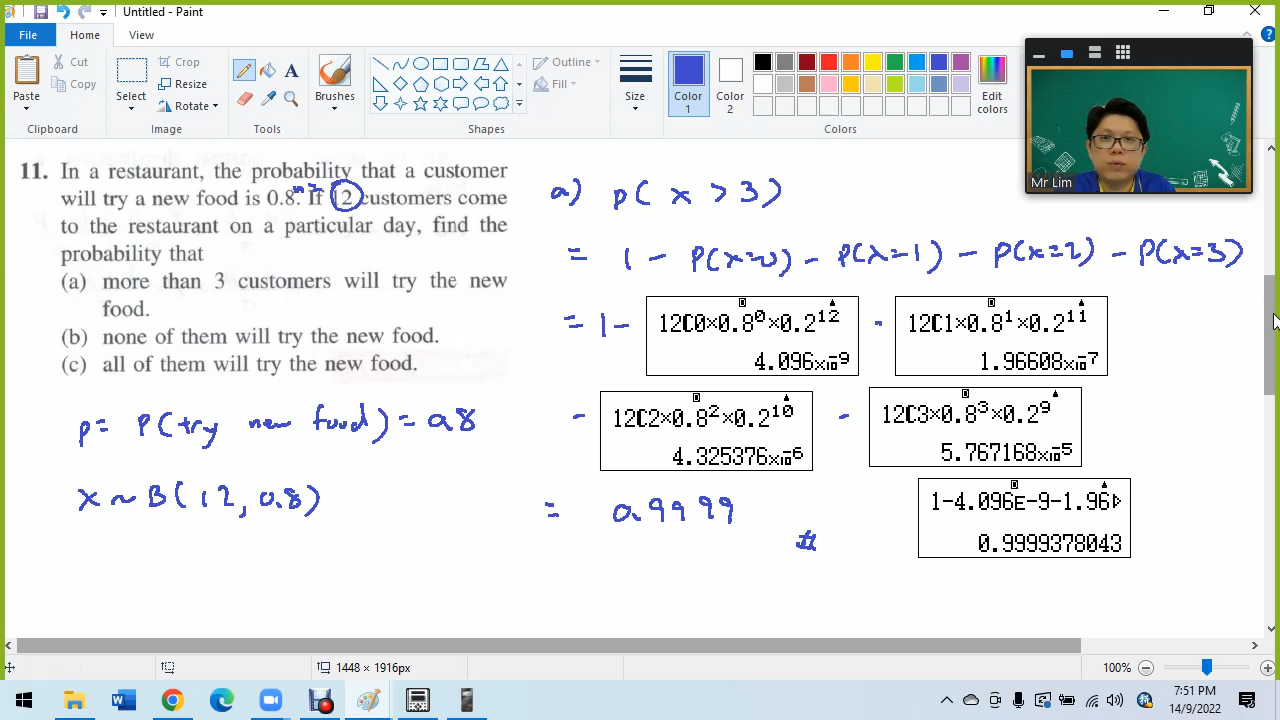 Untitled - Paint
File Home View
Paste Cut Copy
Clipboard
Select Crop Resize Rotate
Image
A
Tools
Brushes
Outline Fill
Shapes
Size
Color 1
Color 2
Edit colors
Colors
Mr Lim
11. In a restaurant, the probability that a customer
will try a new food is 0.8. If 12 customers come
n=
to the restaurant on a particular day, find the
probability that
(a) more than 3 customers will try the new
food.
(b) none of them will try the new food.
(c) all of them will try the new food.
p = P(try new food) = 0.8
X ~ B(12, 0.8)
a) P( X > 3)
= 1 - P(X=0) - P(X=1) - P(X=2) - P(X=3)
= 1 -
12C0×0.8⁰×0.2¹²
4.096×10⁻⁹
-
12C1×0.8¹×0.2¹¹
1.96608×10⁻⁷
-
12C2×0.8²×0.2¹⁰
4.325376×10⁻⁶
-
12C3×0.8³×0.2⁹
5.767168×10⁻⁵
= 0.9999 #
1-4.096E-9-1.96
0.9999378043
1448 × 1916px
100%
7:51 PM
14/9/2022